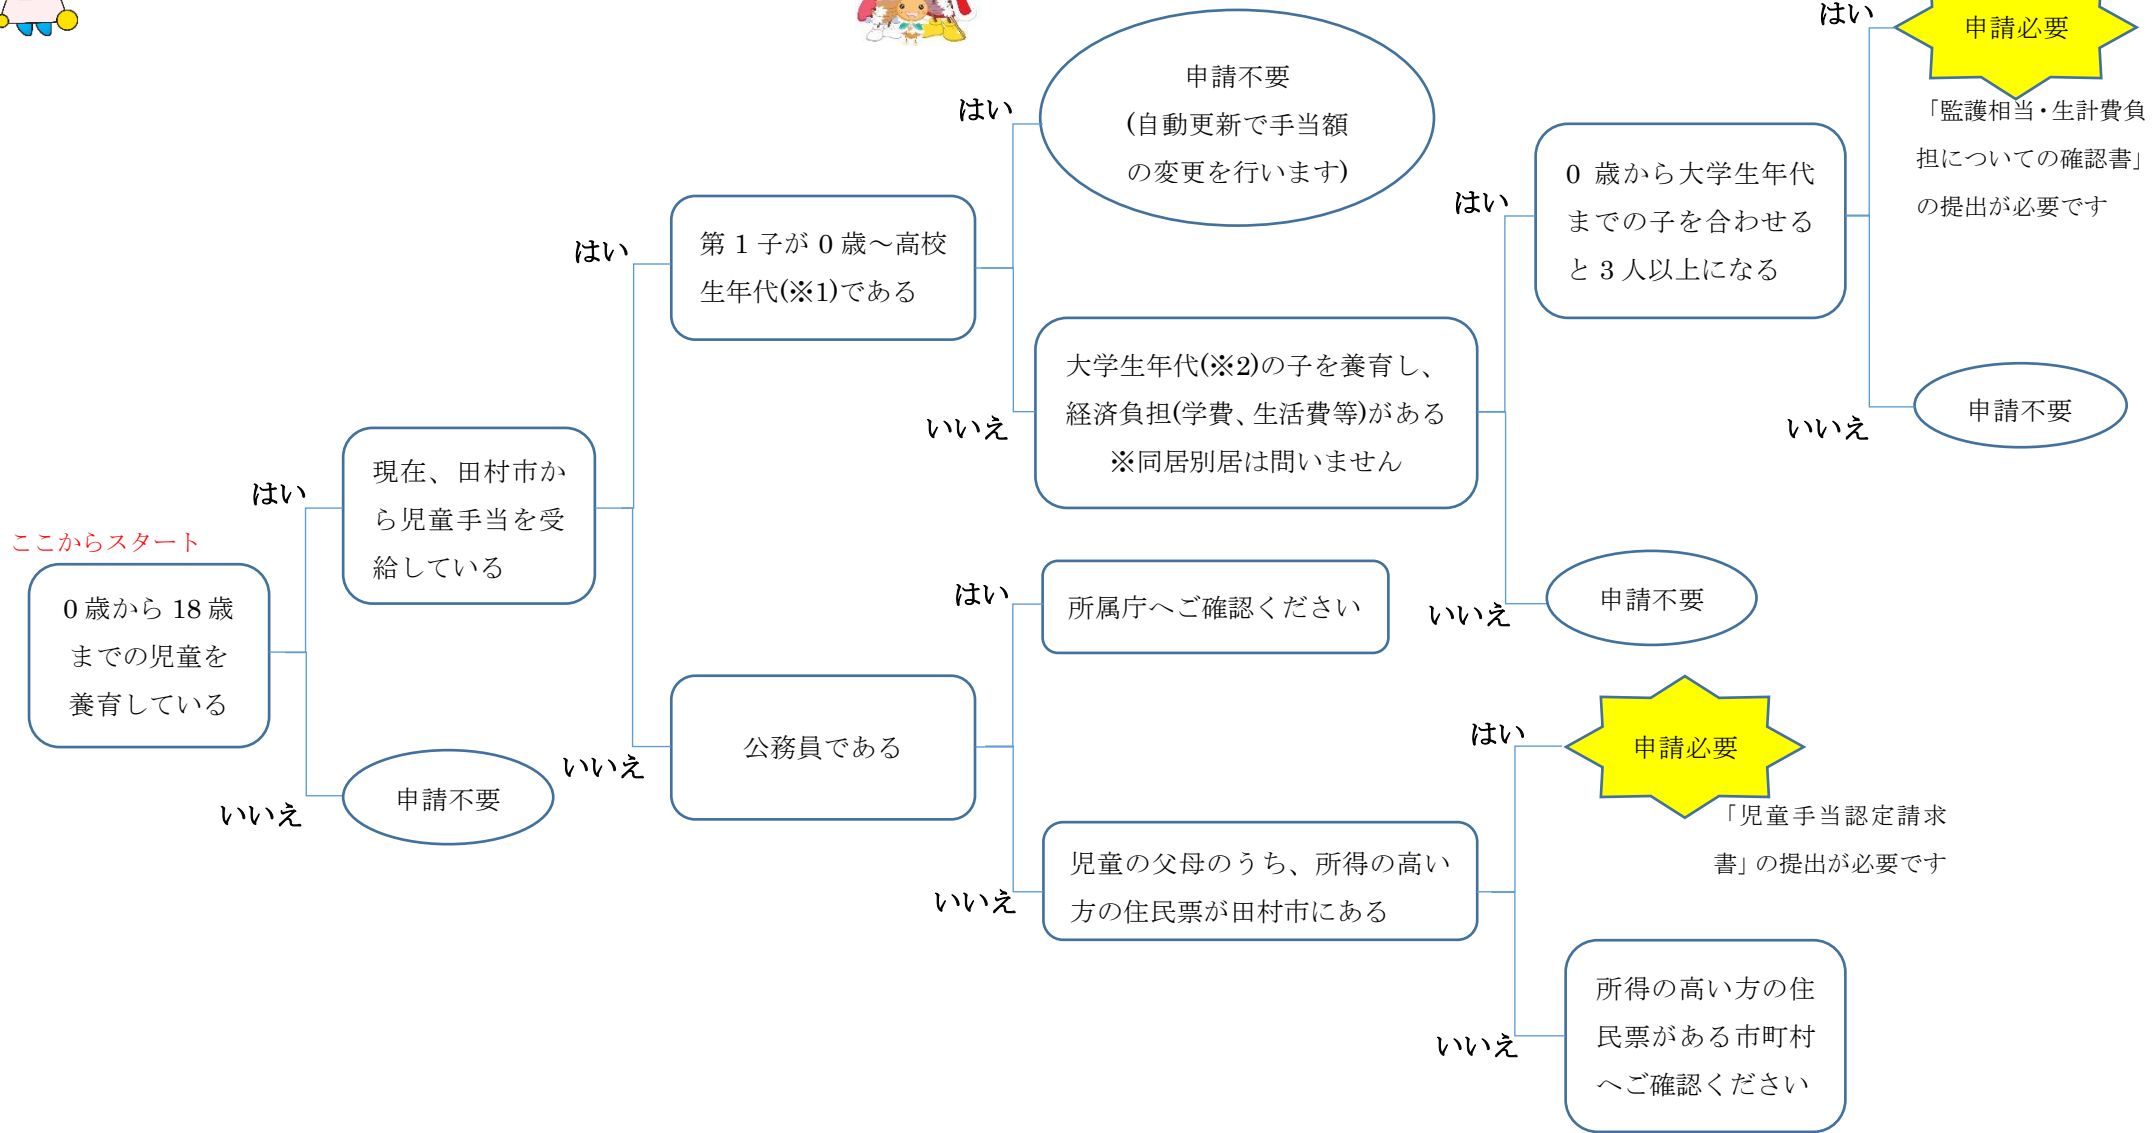 ここからスタート
0 歳から 18 歳
までの児童を
養育している
はい
いいえ
現在、田村市か
ら児童手当を受
給している
申請不要
はい
いいえ
第 1 子が 0 歳～高校
生年代(※1)である
公務員である
はい
いいえ
申請不要
(自動更新で手当額
の変更を行います)
大学生年代(※2)の子を養育し、
経済負担(学費、生活費等)がある
※同居別居は問いません
はい
いいえ
所属庁へご確認ください
児童の父母のうち、所得の高い
方の住民票が田村市にある
はい
いいえ
0 歳から大学生年代
までの子を合わせる
と 3 人以上になる
申請不要
はい
いいえ
申請必要
「児童手当認定請求
書」の提出が必要です
所得の高い方の住
民票がある市町村
へご確認ください
はい
いいえ
申請必要
「監護相当・生計費負
担についての確認書」
の提出が必要です
申請不要